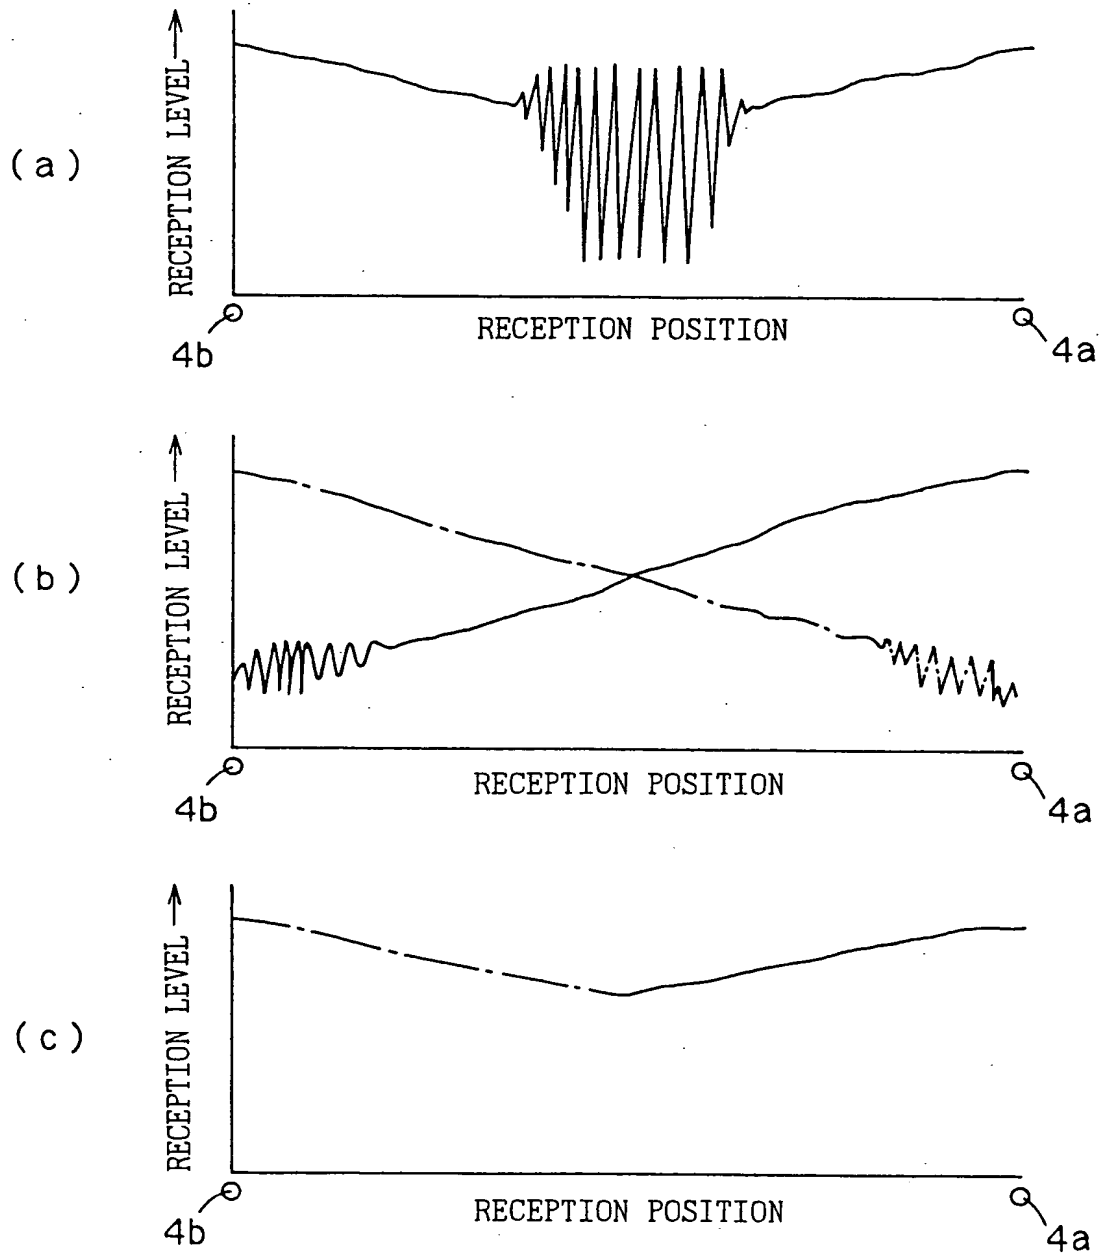 (a)
RECEPTION LEVEL
RECEPTION POSITION
4b
4a
(b)
RECEPTION LEVEL
RECEPTION POSITION
4b
4a
(c)
RECEPTION LEVEL
RECEPTION POSITION
4b
4a